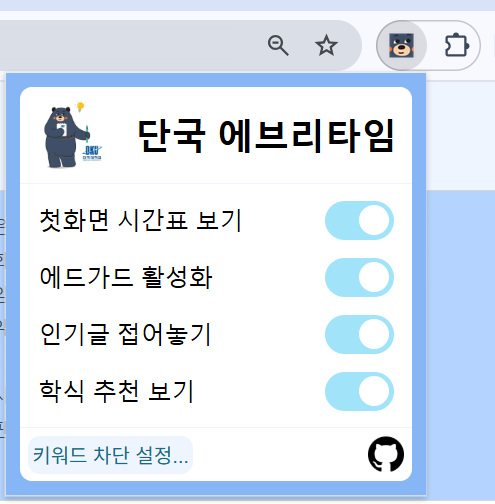 단국 에브리타임
DKU
첫화면 시간표 보기
에드가드 활성화
인기글 접어놓기
학식 추천 보기
키워드 차단 설정...